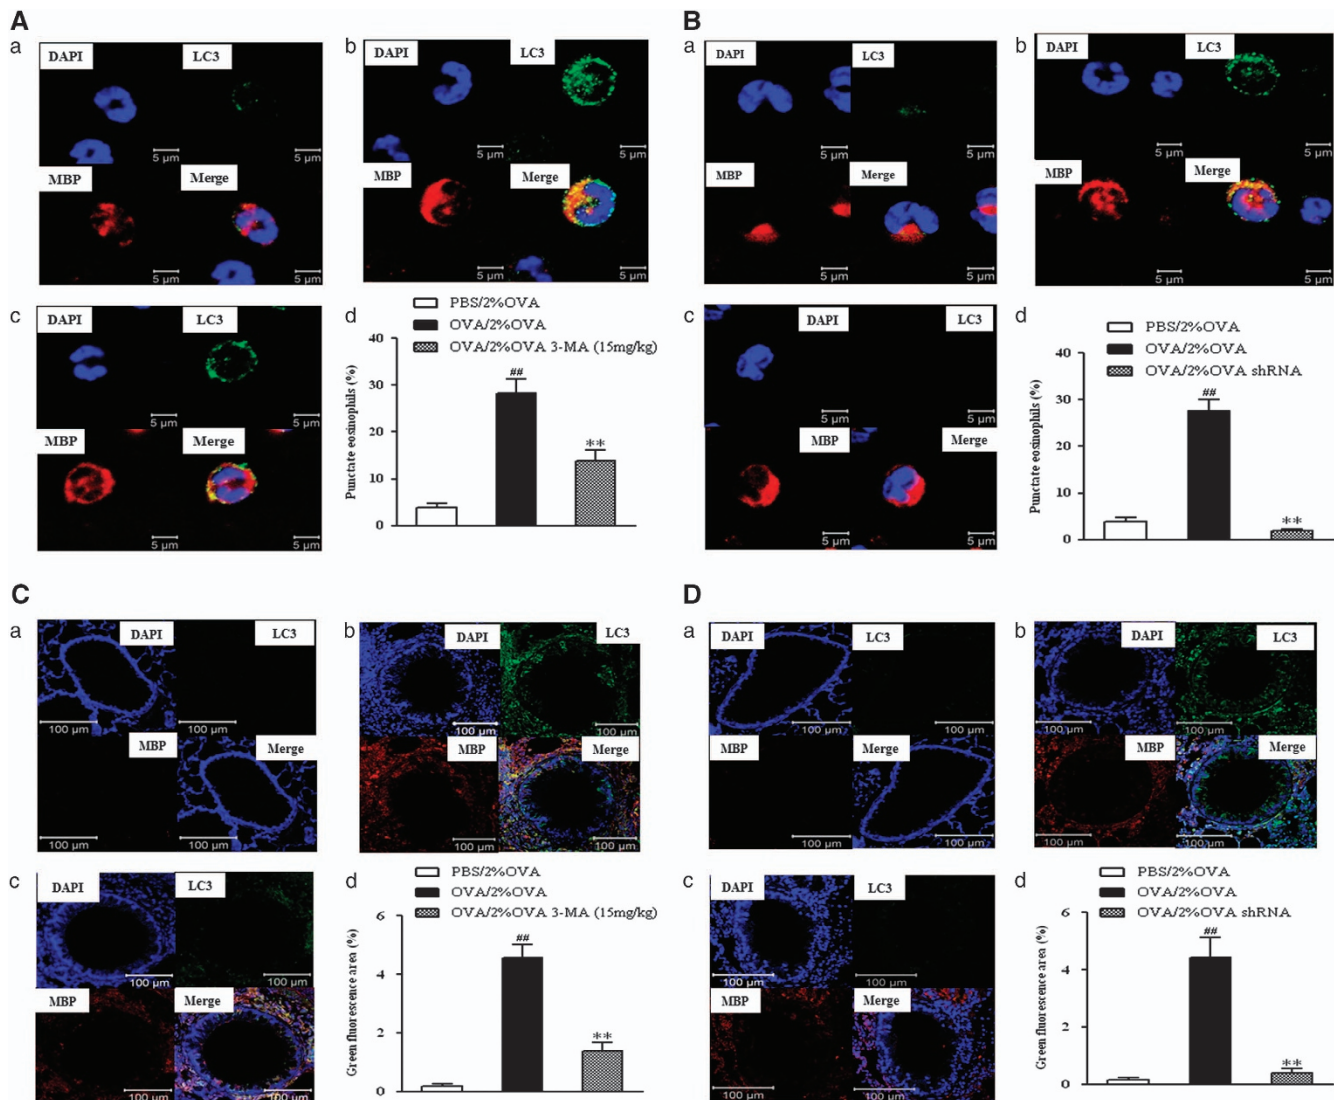 A
a
DAPI
LC3
5 µm
5 µm
MBP
Merge
5 µm
5 µm
b
DAPI
LC3
5 µm
5 µm
MBP
Merge
5 µm
5 µm
c
DAPI
LC3
5 µm
5 µm
MBP
Merge
5 µm
5 µm
d
PBS/2%OVA
OVA/2%OVA
OVA/2%OVA 3-MA (15mg/kg)
Punctate eosinophils (%)
40
30
20
10
0
##
**
B
a
DAPI
LC3
5 µm
5 µm
MBP
Merge
5 µm
5 µm
b
DAPI
LC3
5 µm
5 µm
MBP
Merge
5 µm
5 µm
c
DAPI
LC3
5 µm
5 µm
MBP
Merge
5 µm
5 µm
d
PBS/2%OVA
OVA/2%OVA
OVA/2%OVA shRNA
Punctate eosinophils (%)
40
30
20
10
0
##
**
C
a
DAPI
LC3
100 µm
100 µm
MBP
Merge
100 µm
100 µm
b
DAPI
LC3
100 µm
100 µm
MBP
Merge
100 µm
100 µm
c
DAPI
LC3
100 µm
100 µm
MBP
Merge
100 µm
100 µm
d
PBS/2%OVA
OVA/2%OVA
OVA/2%OVA 3-MA (15mg/kg)
Green fluorescence area (%)
6
4
2
0
##
**
D
a
DAPI
LC3
100 µm
100 µm
MBP
Merge
100 µm
100 µm
b
DAPI
LC3
100 µm
100 µm
MBP
Merge
100 µm
100 µm
c
DAPI
LC3
100 µm
100 µm
MBP
Merge
100 µm
100 µm
d
PBS/2%OVA
OVA/2%OVA
OVA/2%OVA shRNA
Green fluorescence area (%)
6
4
2
0
##
**